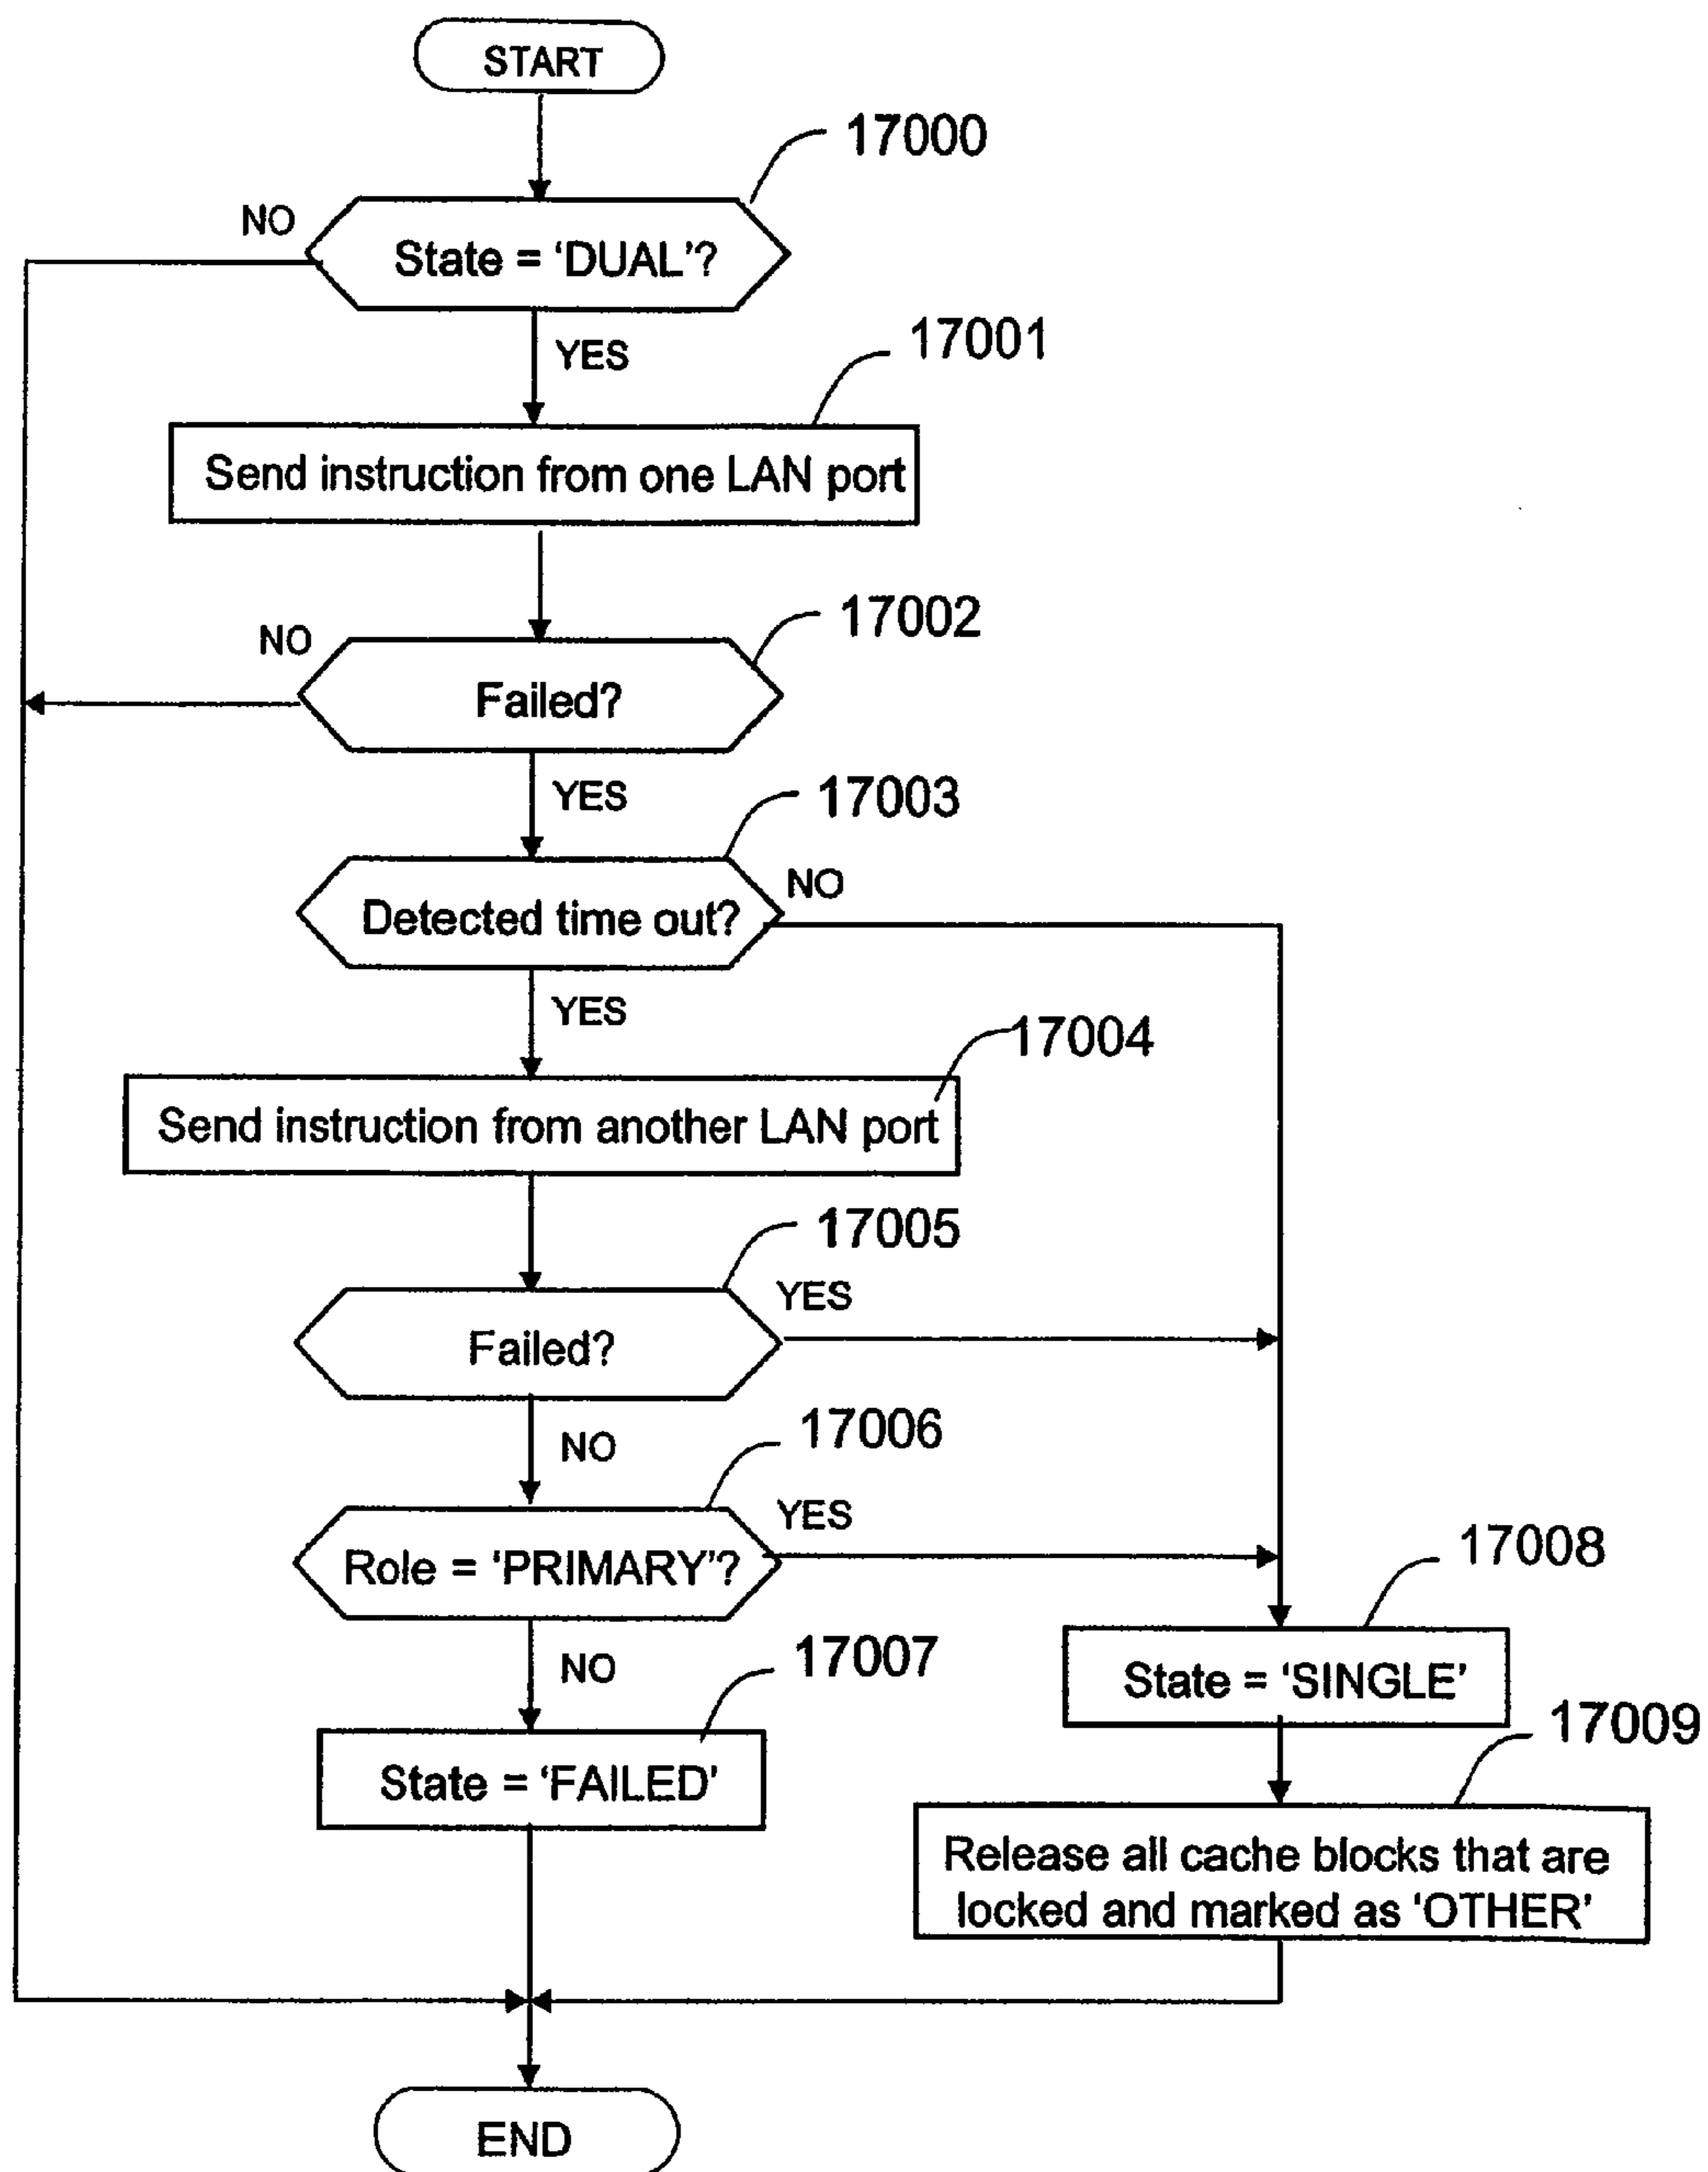 START
17000
NO
State = ‘DUAL’?
YES
17001
Send instruction from one LAN port
17002
NO
Failed?
YES
17003
NO
Detected time out?
YES
17004
Send instruction from another LAN port
17005
YES
Failed?
NO
17006
YES
Role = ‘PRIMARY’?
NO
17007
State = ‘FAILED’
17008
State = ‘SINGLE’
17009
Release all cache blocks that are
locked and marked as ‘OTHER’
END